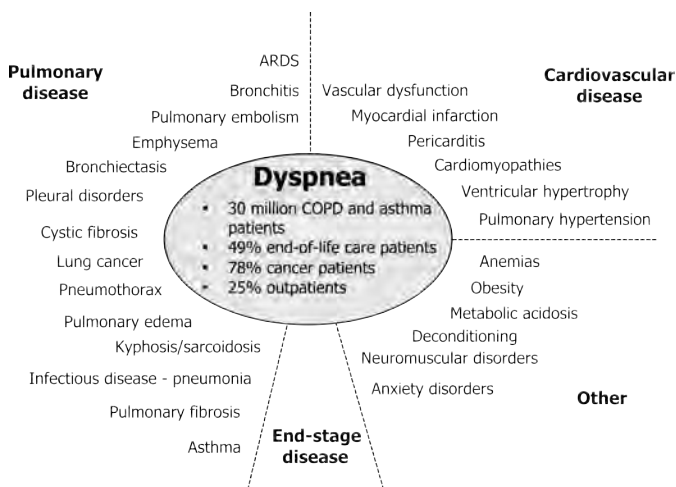 Pulmonary
disease
ARDS
Bronchitis
Pulmonary embolism
Emphysema
Bronchiectasis
Pleural disorders
Cystic fibrosis
Lung cancer
Pneumothorax
Pulmonary edema
Kyphosis/sarcoidosis
Infectious disease - pneumonia
Pulmonary fibrosis
Asthma
Dyspnea
• 30 million COPD and asthma
patients
• 49% end-of-life care patients
• 78% cancer patients
• 25% outpatients
Cardiovascular
disease
Vascular dysfunction
Myocardial infarction
Pericarditis
Cardiomyopathies
Ventricular hypertrophy
Pulmonary hypertension
Anemias
Obesity
Metabolic acidosis
Deconditioning
Neuromuscular disorders
Anxiety disorders
Other
End-stage
disease